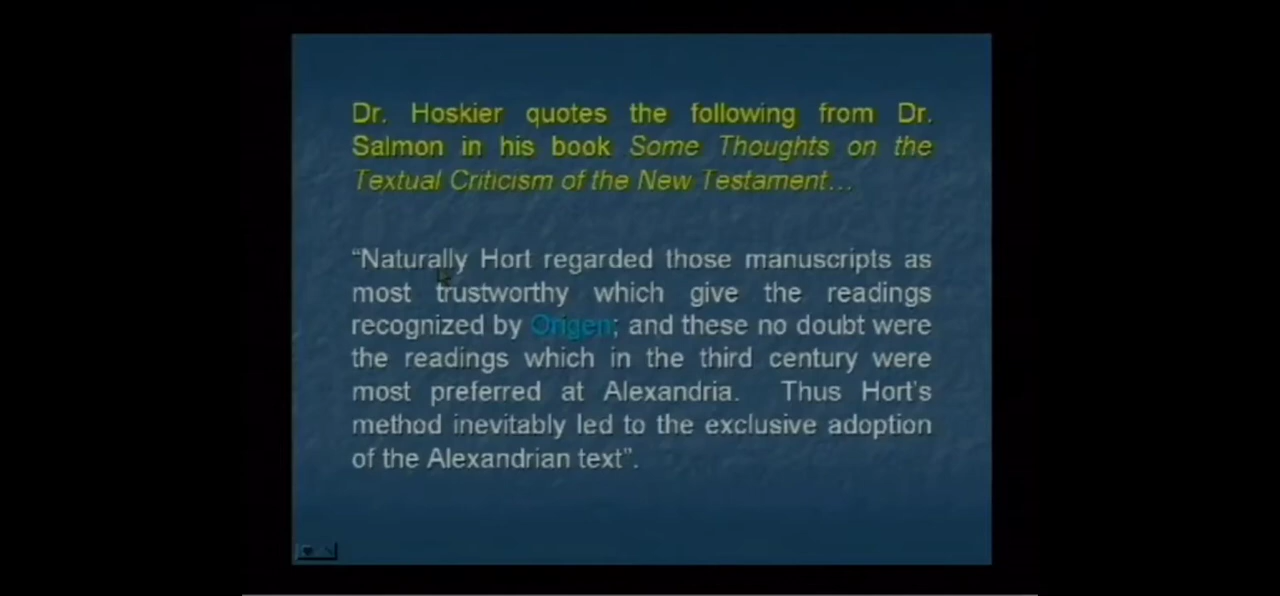 Dr. Hoskier quotes the following from Dr.
Salmon in his book Some Thoughts on the
Textual Criticism of the New Testament...
“Naturally Hort regarded those manuscripts as
most trustworthy which give the readings
recognized by Origen; and these no doubt were
the readings which in the third century were
most preferred at Alexandria. Thus Hort's
method inevitably led to the exclusive adoption
of the Alexandrian text”.